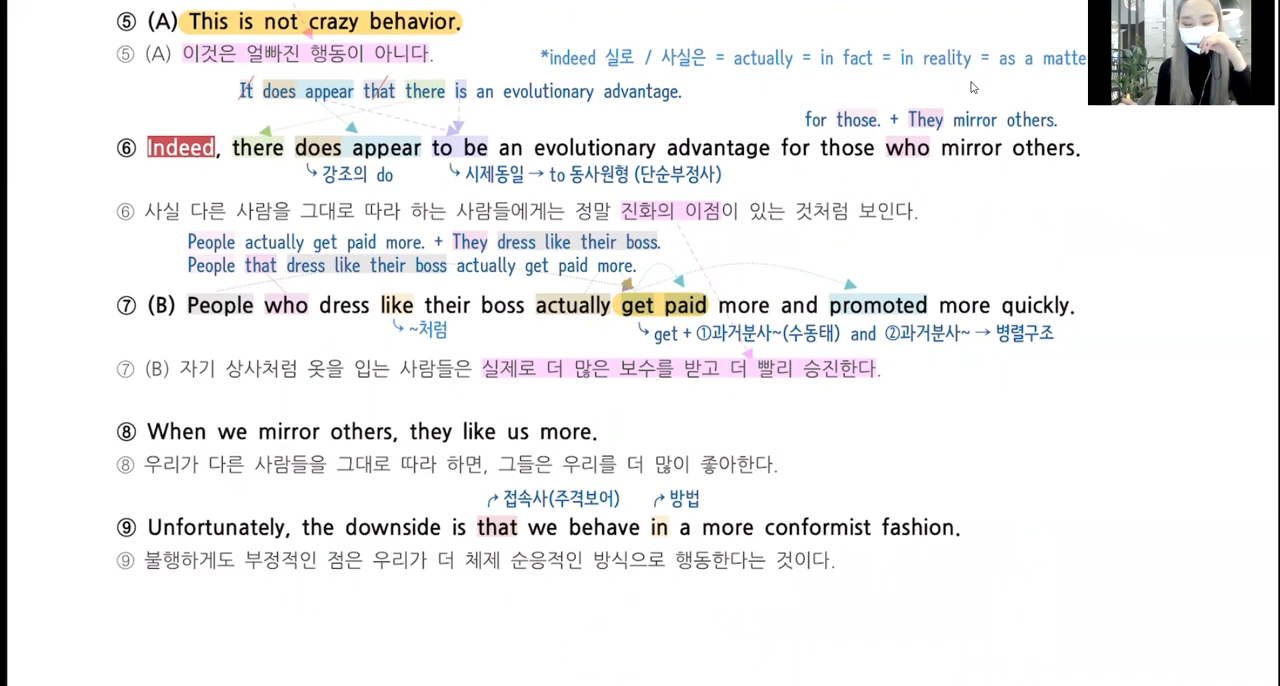 ⑤ (A) This is not crazy behavior.
⑤ (A) 이것은 얼빠진 행동이 아니다.
*indeed 실로 / 사실은 = actually = in fact = in reality = as a matte
It does appear that there is an evolutionary advantage.
for those. + They mirror others.
⑥ Indeed, there does appear to be an evolutionary advantage for those who mirror others.
강조의 do
시제동일 → to 동사원형 (단순부정사)
⑥ 사실 다른 사람을 그대로 따라 하는 사람들에게는 정말 진화의 이점이 있는 것처럼 보인다.
People actually get paid more. + They dress like their boss.
People that dress like their boss actually get paid more.
⑦ (B) People who dress like their boss actually get paid more and promoted more quickly.
~처럼
get + ①과거분사~(수동태) and ②과거분사~ → 병렬구조
⑦ (B) 자기 상사처럼 옷을 입는 사람들은 실제로 더 많은 보수를 받고 더 빨리 승진한다.
⑧ When we mirror others, they like us more.
⑧ 우리가 다른 사람들을 그대로 따라 하면, 그들은 우리를 더 많이 좋아한다.
접속사(주격보어)
방법
⑨ Unfortunately, the downside is that we behave in a more conformist fashion.
⑨ 불행하게도 부정적인 점은 우리가 더 체제 순응적인 방식으로 행동한다는 것이다.